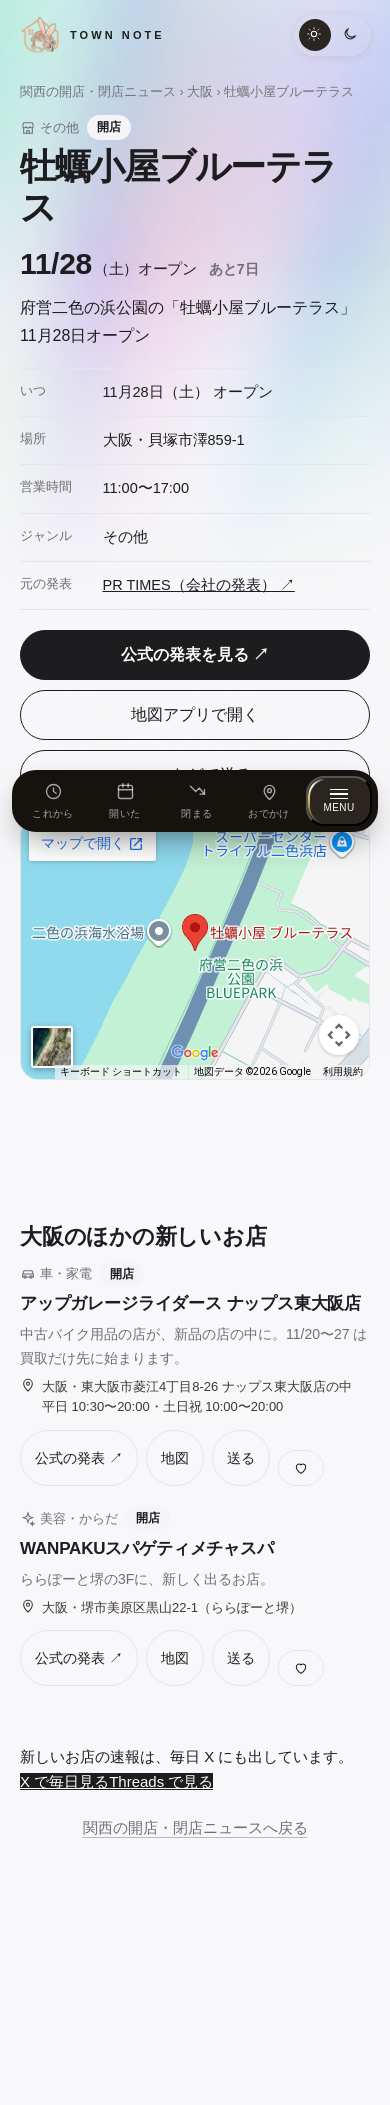 TOWN NOTE
関西の開店・閉店ニュース › 大阪 › 牡蠣小屋ブルーテラス
その他 開店
牡蠣小屋ブルーテラ
ス
11/28（土）オープン あと7日
府営二色の浜公園の「牡蠣小屋ブルーテラス」
11月28日オープン
いつ 11月28日（土） オープン
場所 大阪・貝塚市澤859-1
営業時間 11:00〜17:00
ジャンル その他
元の発表 PR TIMES（会社の発表） ↗
公式の発表を見る ↗
地図アプリで開く
これから 開いた 閉まる おでかけ MENU
マップで開く
スーパーセンター
トライアル二色浜店
二色の浜海水浴場
牡蠣小屋 ブルーテラス
府営二色の浜
公園
BLUEPARK
Google
キーボード ショートカット 地図データ ©2026 Google 利用規約
大阪のほかの新しいお店
車・家電 開店
アップガレージライダース ナップス東大阪店
中古バイク用品の店が、新品の店の中に。11/20〜27 は
買取だけ先に始まります。
大阪・東大阪市菱江4丁目8-26 ナップス東大阪店の中
平日 10:30〜20:00・土日祝 10:00〜20:00
公式の発表 ↗ 地図 送る
美容・からだ 開店
WANPAKUスパゲティメチャスパ
ららぽーと堺の3Fに、新しく出るお店。
大阪・堺市美原区黒山22-1（ららぽーと堺）
公式の発表 ↗ 地図 送る
新しいお店の速報は、毎日 X にも出しています。
X で毎日見るThreads で見る
関西の開店・閉店ニュースへ戻る